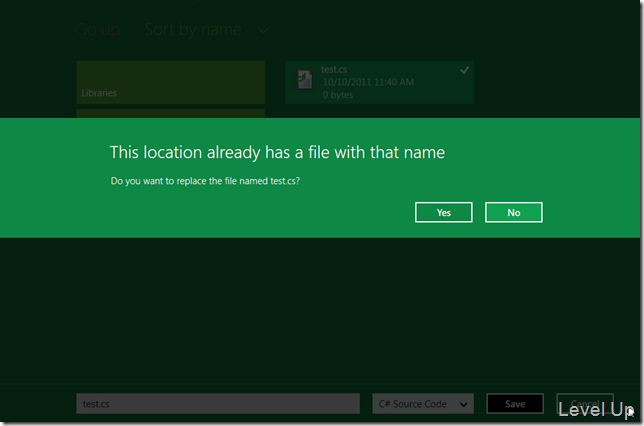 Go up Sort by name
test.cs
10/10/2011 11:40 AM
0 bytes
Libraries
This location already has a file with that name
Do you want to replace the file named test.cs?
Yes No
test.cs C# Source Code Save Cancel
Level Up